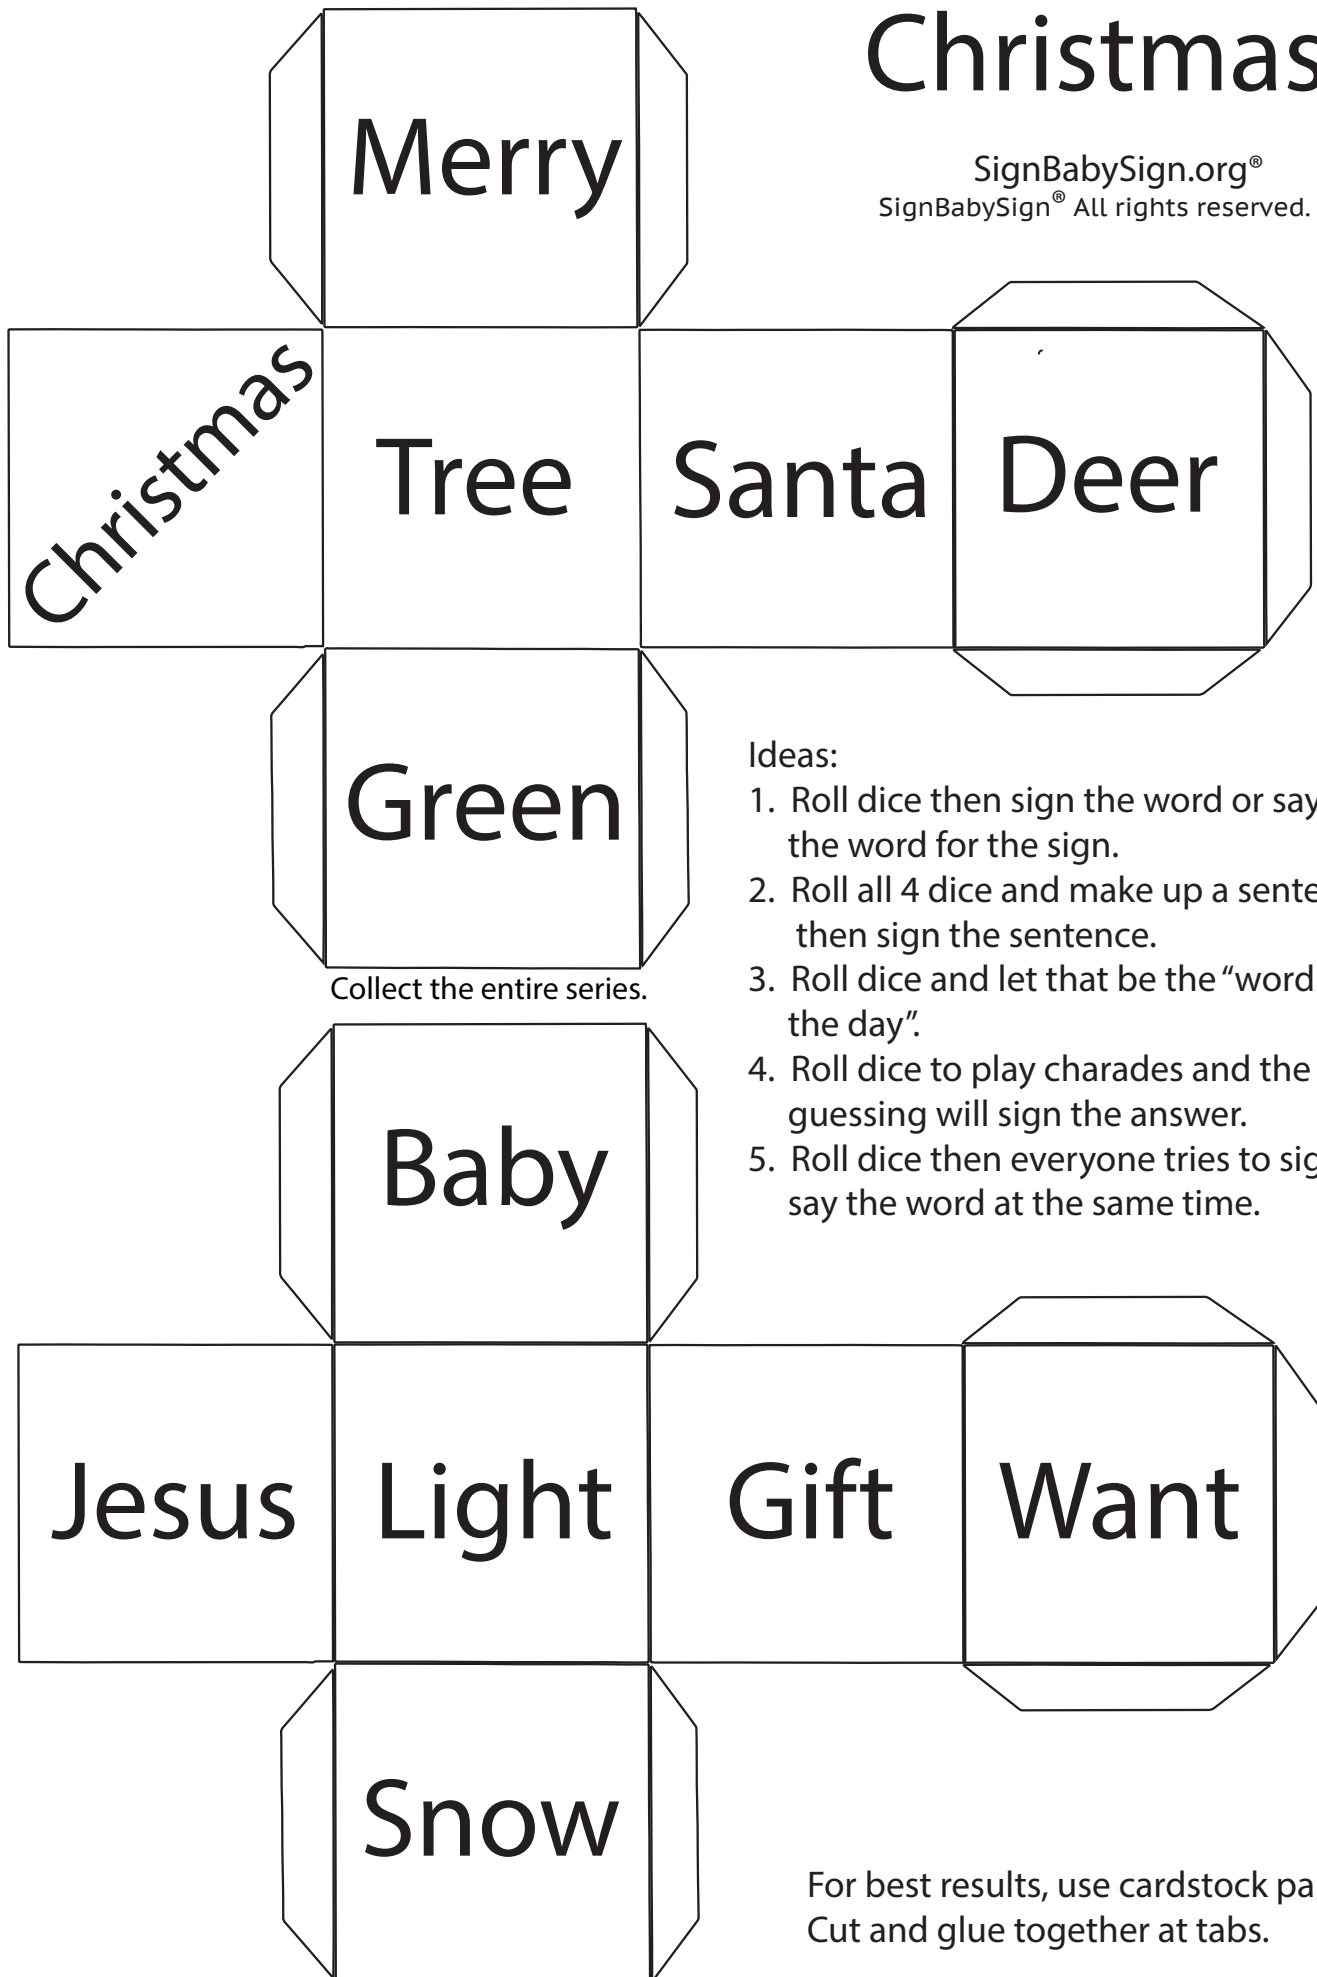 Christmas
SignBabySign.org®
SignBabySign® All rights reserved.
Merry
Christmas
Tree
Santa
Deer
Green
Collect the entire series.
Ideas:
1. Roll dice then sign the word or say
the word for the sign.
2. Roll all 4 dice and make up a sente
then sign the sentence.
3. Roll dice and let that be the “word
the day”.
4. Roll dice to play charades and the
guessing will sign the answer.
5. Roll dice then everyone tries to sig
say the word at the same time.
Baby
Jesus
Light
Gift
Want
Snow
For best results, use cardstock pa
Cut and glue together at tabs.